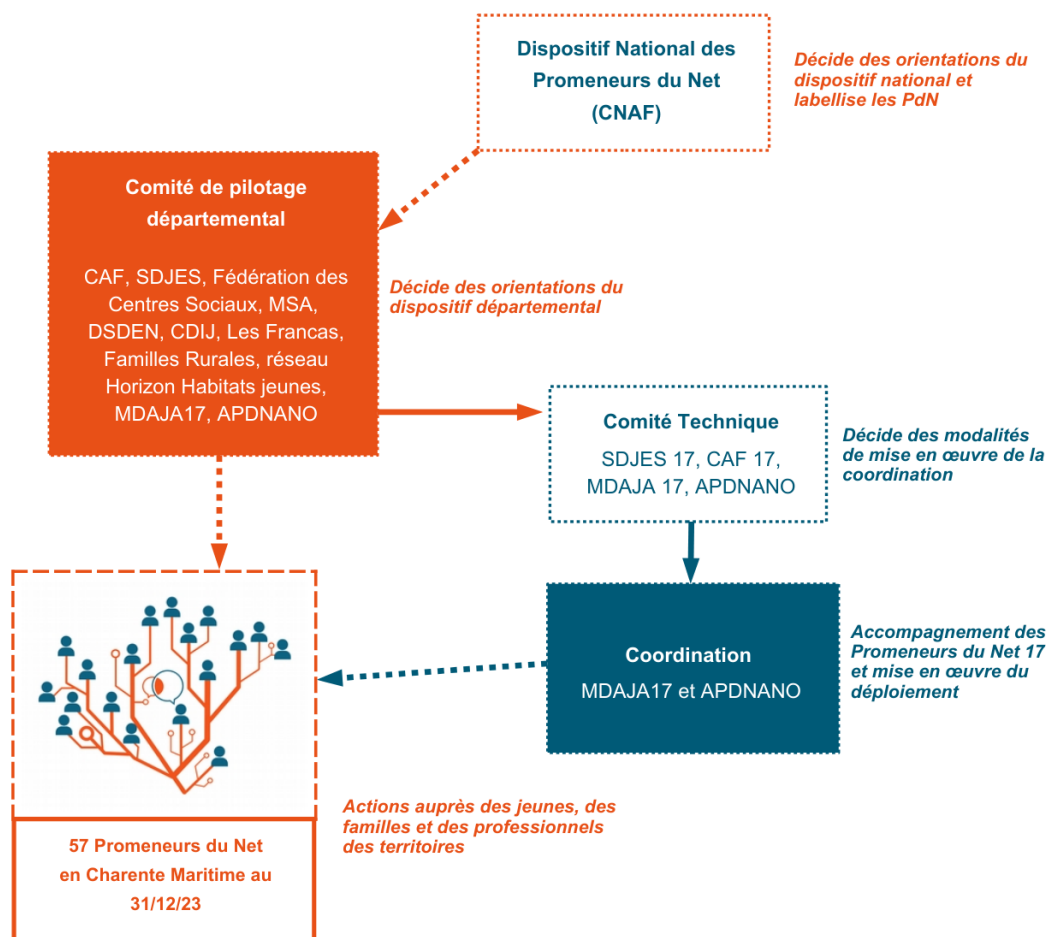 Dispositif National des
Promeneurs du Net
(CNAF)
Décide des orientations du
dispositif national et
labellise les PdN
Comité de pilotage
départemental
CAF, SDJES, Fédération des
Centres Sociaux, MSA,
DSDEN, CDIJ, Les Francas,
Familles Rurales, réseau
Horizon Habitats jeunes,
MDAJA17, APDNANO
Décide des orientations du
dispositif départemental
Comité Technique
SDJES 17, CAF 17,
MDAJA 17, APDNANO
Décide des modalités
de mise en œuvre de la
coordination
Coordination
MDAJA17 et APDNANO
Accompagnement des
Promeneurs du Net 17
et mise en œuvre du
déploiement
Actions auprès des jeunes, des
familles et des professionnels
des territoires
57 Promeneurs du Net
en Charente Maritime au
31/12/23